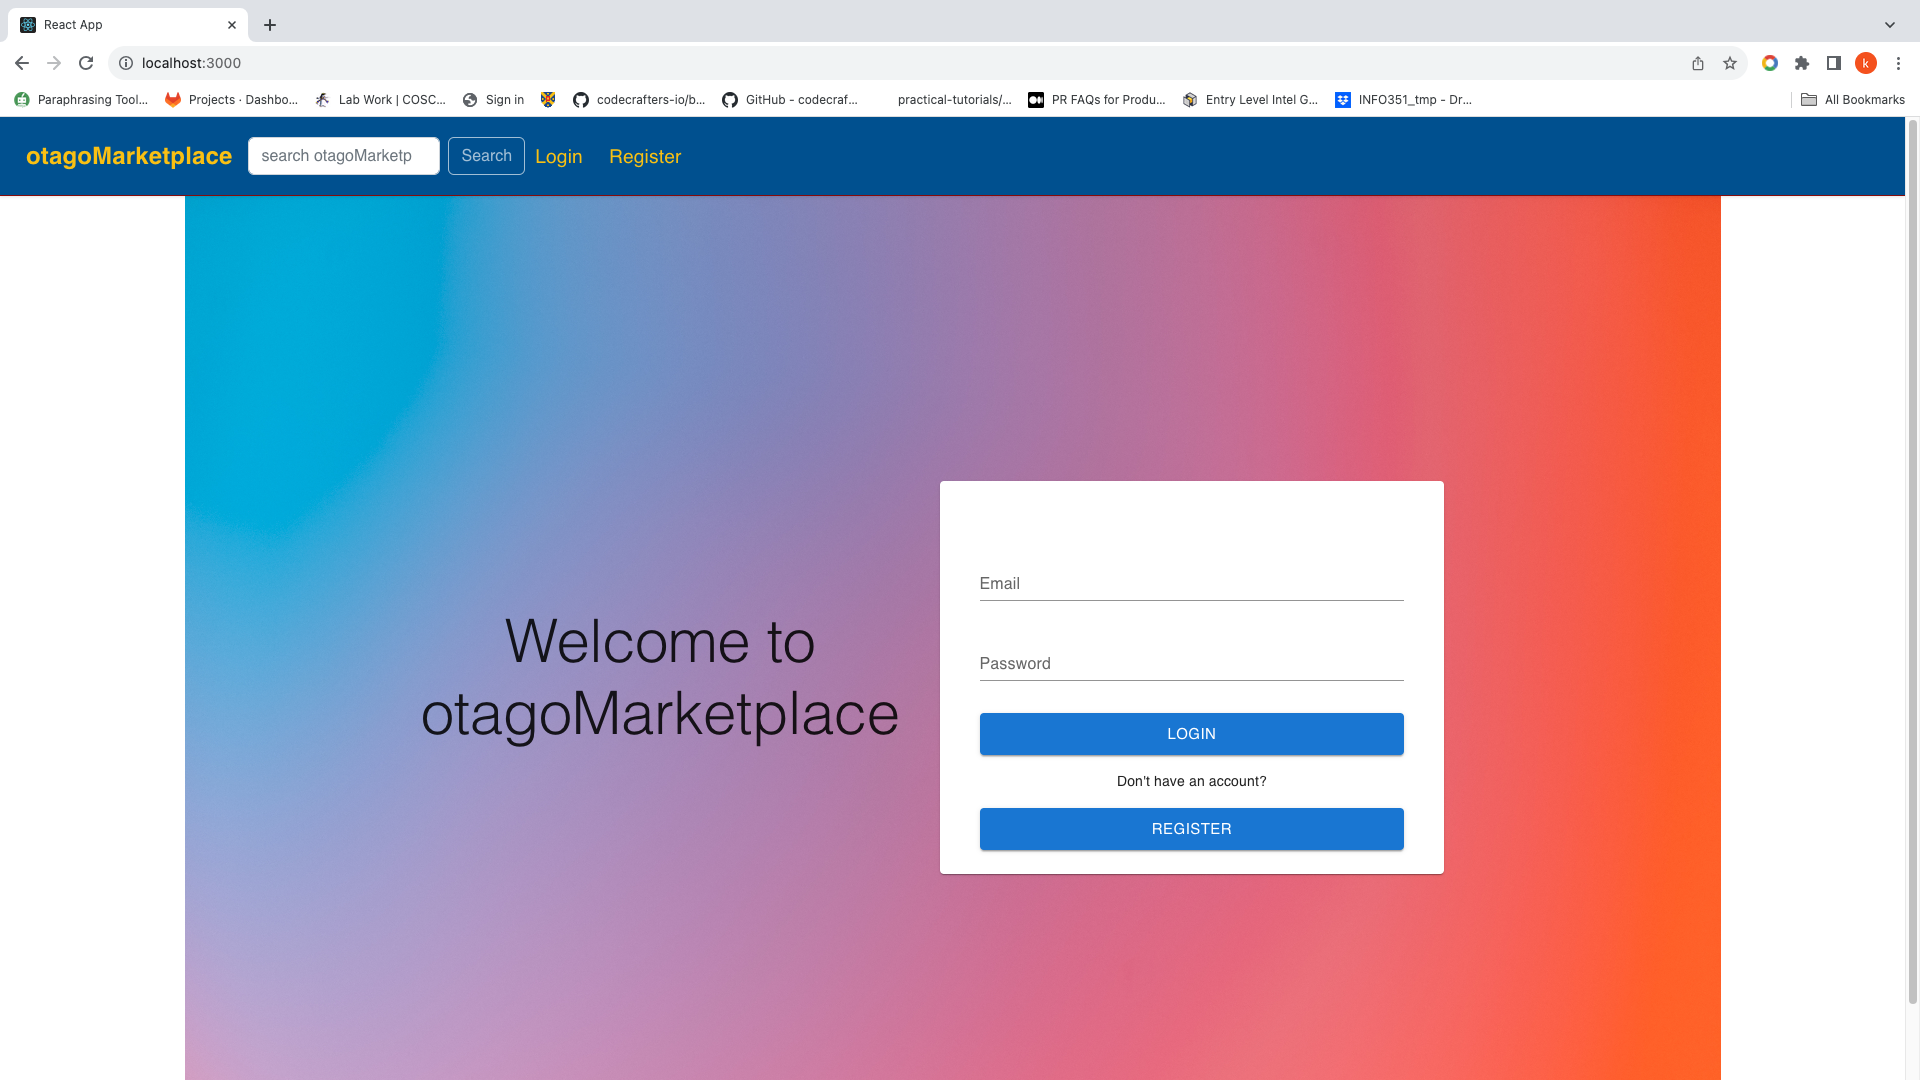 React App
localhost:3000
k
Paraphrasing Tool... Projects · Dashbo... Lab Work | COSC... Sign in codecrafters-io/b... GitHub - codecraf... practical-tutorials/... PR FAQs for Produ... Entry Level Intel G... INFO351_tmp - Dr... All Bookmarks
otagoMarketplace search otagoMarketp Search Login Register
Welcome to
otagoMarketplace
Email
Password
LOGIN
Don't have an account?
REGISTER